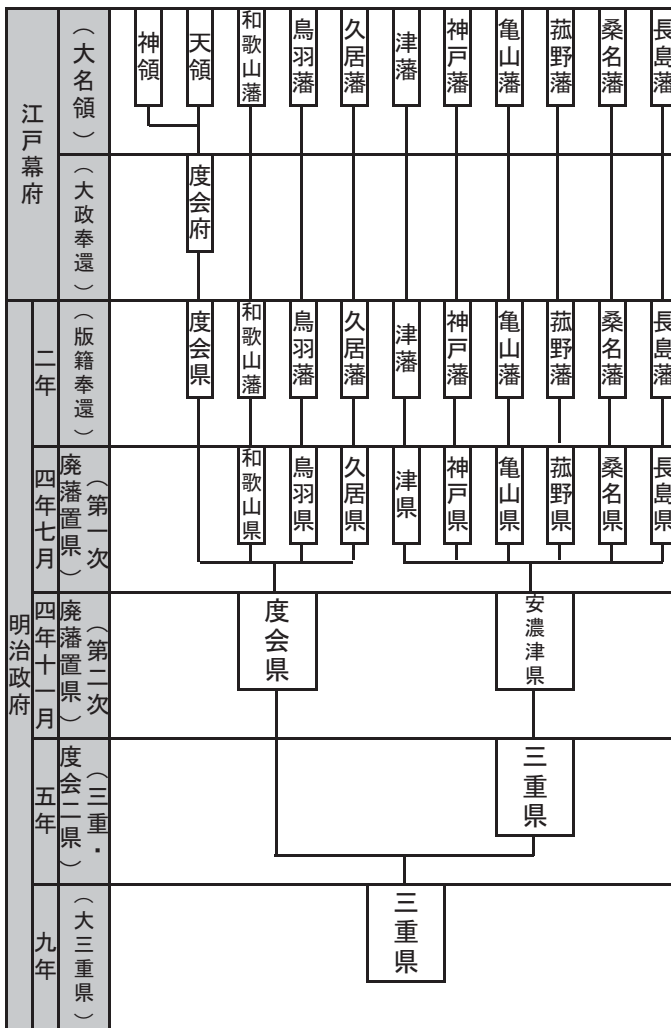 江戸幕府
（大名領）
神領
天領
和歌山藩
鳥羽藩
久居藩
津藩
神戸藩
亀山藩
菰野藩
桑名藩
長島藩
（大政奉還）
度会府
明治政府
二年
（版籍奉還）
度会県
和歌山藩
鳥羽藩
久居藩
津藩
神戸藩
亀山藩
菰野藩
桑名藩
長島藩
四年七月
（第一次
廃藩置県）
和歌山県
鳥羽県
久居県
津県
神戸県
亀山県
菰野県
桑名県
長島県
四年十一月
（第二次
廃藩置県）
度会県
安濃津県
五年
（三重・
度会二県）
三重県
九年
（大三重県）
三重県